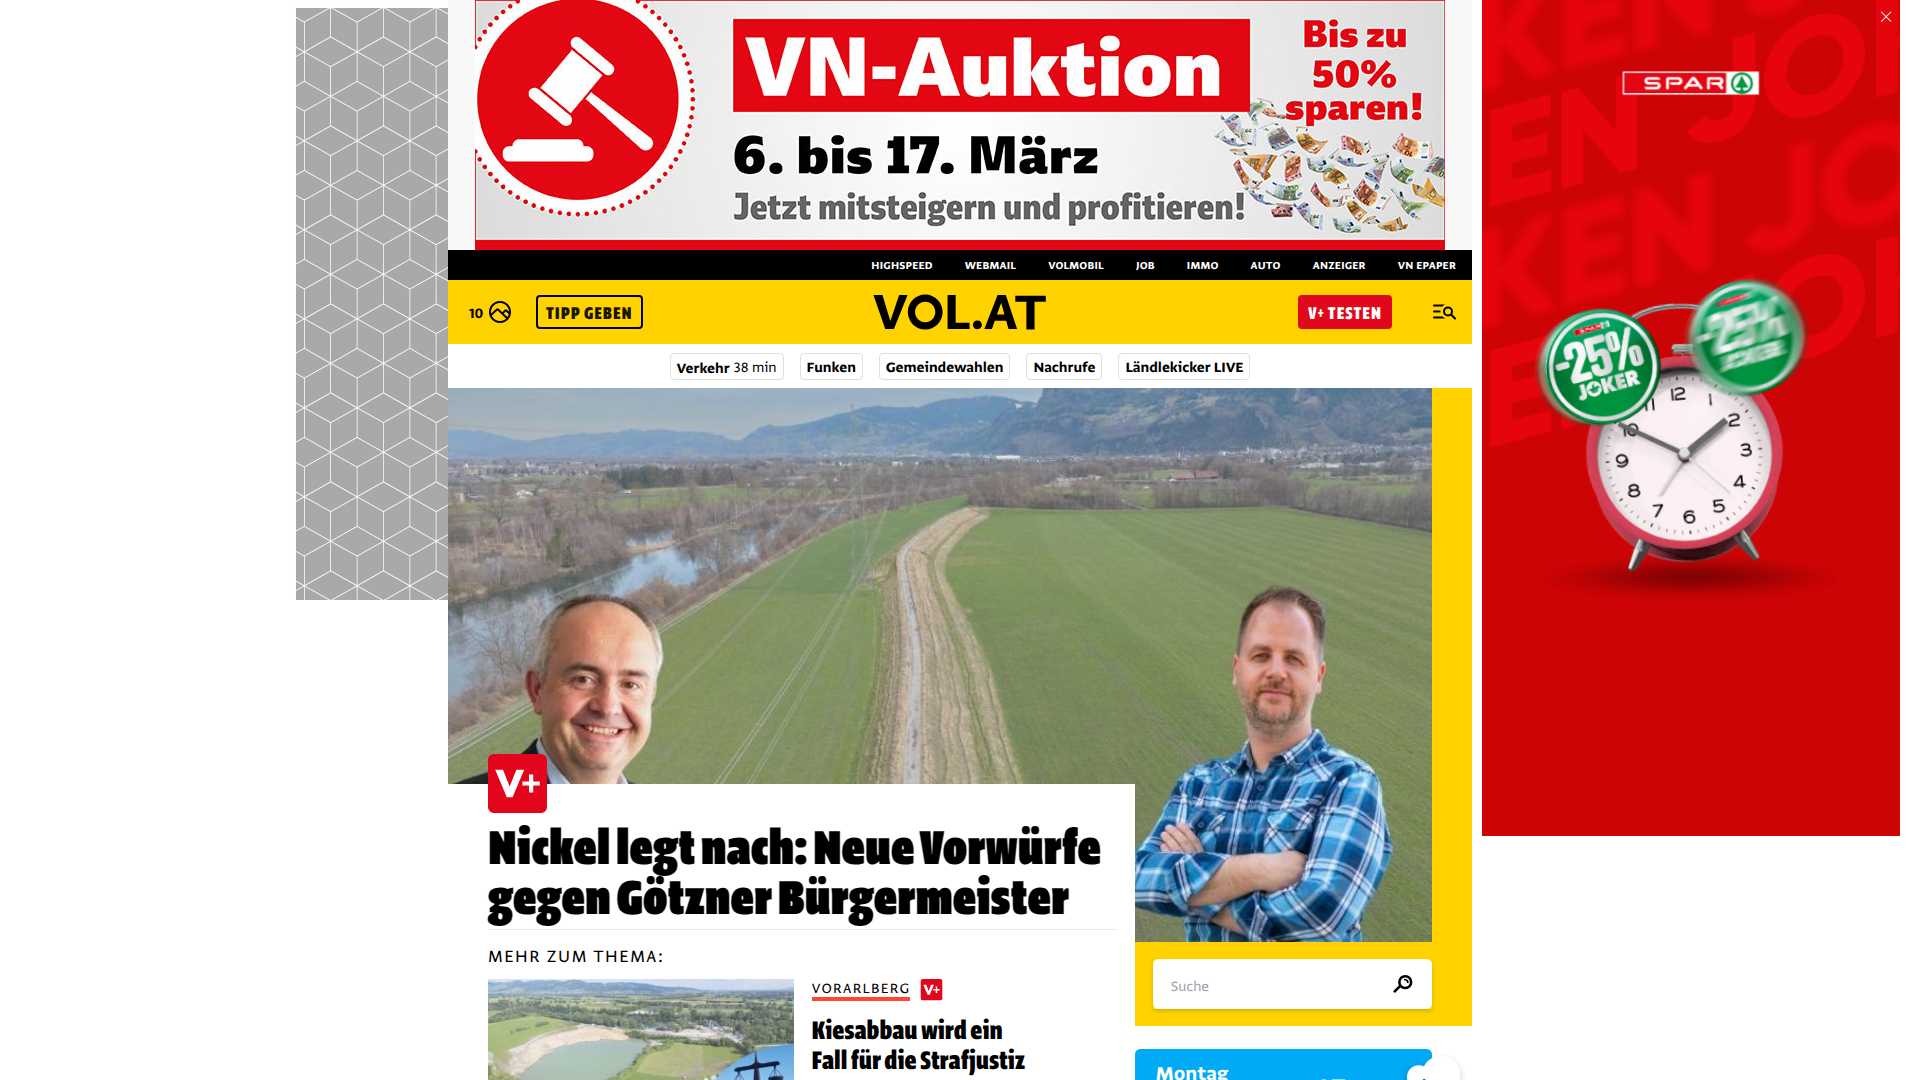 VN-Auktion
6. bis 17. März
Jetzt mitsteigern und profitieren!
Bis zu
50%
sparen!
SPAR
HIGHSPEED WEBMAIL VOLMOBIL JOB IMMO AUTO ANZEIGER VN EPAPER
10
TIPP GEBEN
VOL.AT
V+ TESTEN
Verkehr 38 min
Funken
Gemeindewahlen
Nachrufe
Ländlekicker LIVE
-25%
JOKER
-25%
12
1
2
3
4
5
6
7
8
9
10
11
V+
Nickel legt nach: Neue Vorwürfe
gegen Götzner Bürgermeister
MEHR ZUM THEMA:
VORARLBERG V+
Kiesabbau wird ein
Fall für die Strafjustiz
Suche
Montag